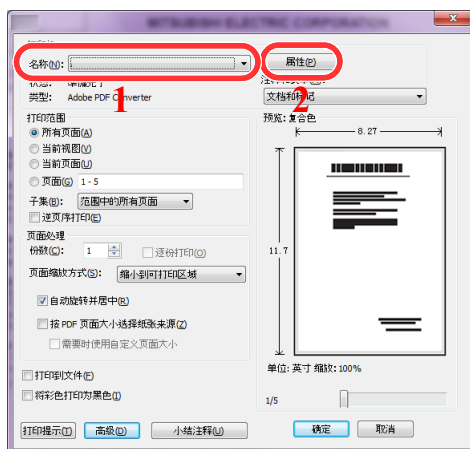 MITSUBISHI ELECTRIC CORPORATION
名称(N):
属性(P)
1
2
状态: 准备完了
类型: Adobe PDF Converter
文档和标记
打印范围
所有页面(A)
当前视图(V)
当前页面(U)
页面(G) 1 - 5
子集(B): 范围中的所有页面
逆页序打印(E)
页面处理
份数(C): 1 逐份打印(O)
页面缩放方式(S): 缩小到可打印区域
自动旋转并居中(R)
按 PDF 页面大小选择纸张来源(Z)
需要时使用自定义页面大小
预览: 复合色
8.27
11.7
单位: 英寸 缩放: 100%
1/5
打印到文件(F)
将彩色打印为黑色(I)
打印提示(T) 高级(D) 小结注释(U) 确定 取消